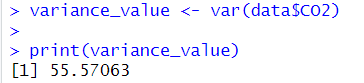 > variance_value <- var(data$CO2)
>
> print(variance_value)
[1] 55.57063